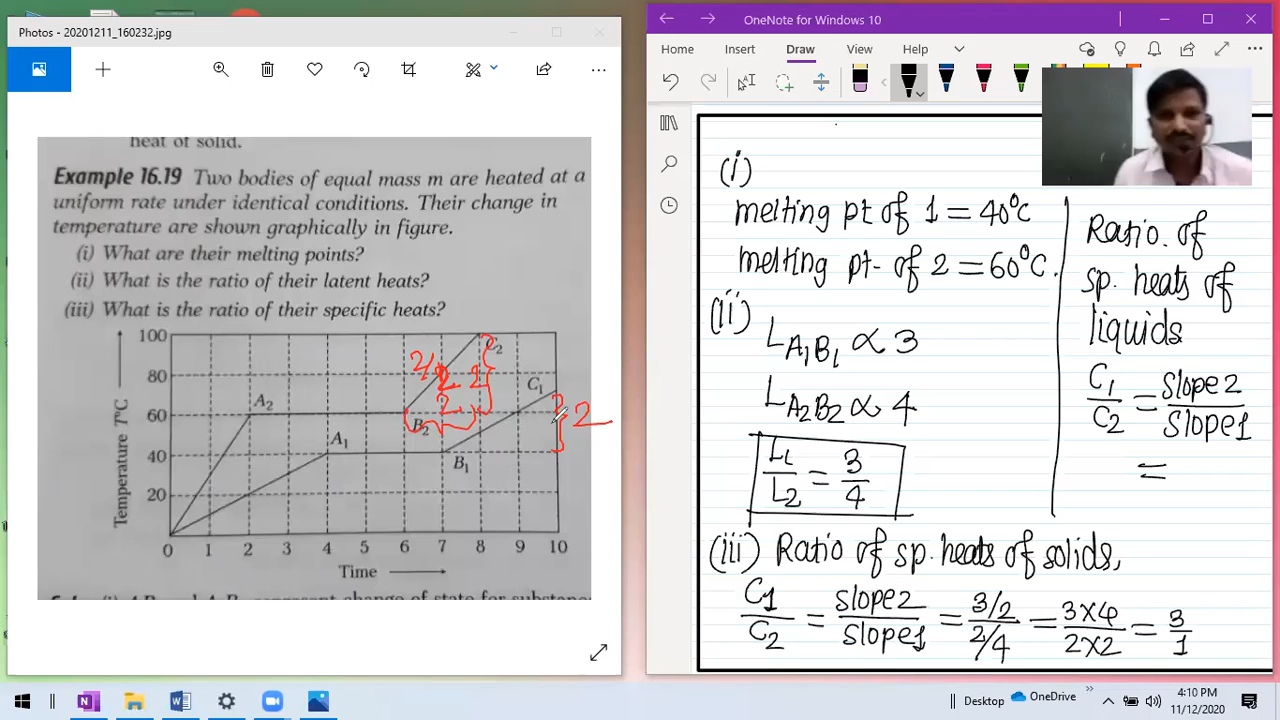 Photos - 20201211_160232.jpg
heat of solid.
Example 16.19 Two bodies of equal mass m are heated at a
uniform rate under identical conditions. Their change in
temperature are shown graphically in figure.
(i) What are their melting points?
(ii) What is the ratio of their latent heats?
(iii) What is the ratio of their specific heats?
100
80
60
40
20
Temperature T°C
A2
A1
B2
B1
C2
C1
2/2
2
2
2
2
0 1 2 3 4 5 6 7 8 9 10
Time
OneNote for Windows 10
Home Insert Draw View Help
(i)
melting pt of 1 = 40°C
melting pt- of 2 = 60°C.
(ii)
L A1B1 ∝ 3
L A2B2 ∝ 4
L1/L2 = 3/4
Ratio. of
sp. heats of
liquids
C1/C2 = slope2/slope1
=
(iii) Ratio of sp. heats of solids,
C1/C2 = slope2/slope1 = 3/2 / 2/4 = 3×4/2×2 = 3/1
Desktop OneDrive
4:10 PM
11/12/2020